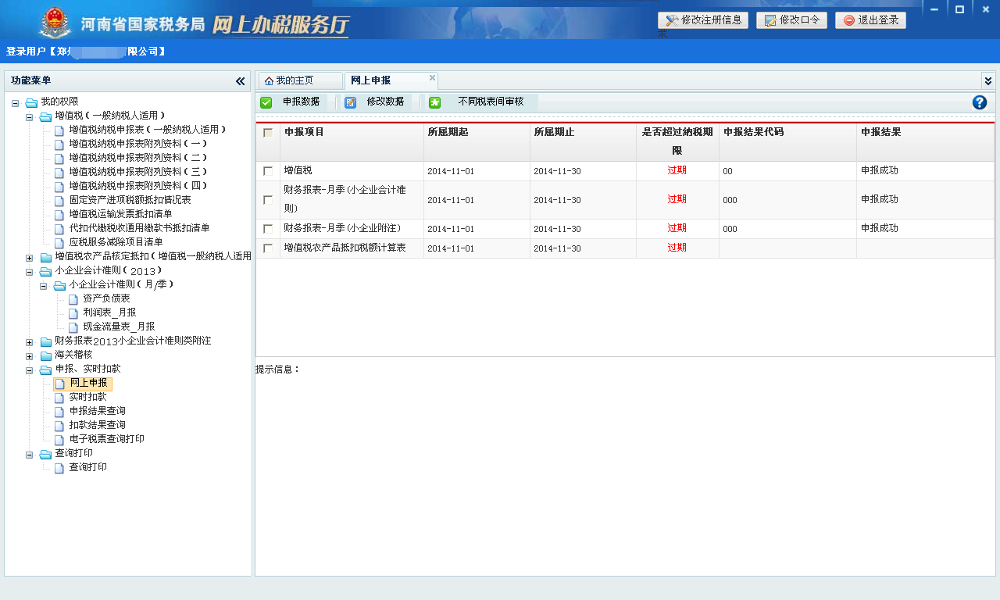 河南省国家税务局 网上办税服务厅
修改注册信息 修改口令 退出登录
录
登录用户【郑 限公司】
功能菜单
我的权限
增值税（一般纳税人适用）
增值税纳税申报表（一般纳税人适用）
增值税纳税申报表附列资料（一）
增值税纳税申报表附列资料（二）
增值税纳税申报表附列资料（三）
增值税纳税申报表附列资料（四）
固定资产进项税额抵扣情况表
增值税运输发票抵扣清单
代扣代缴税收通用缴款书抵扣清单
应税服务减除项目清单
增值税农产品核定抵扣（增值税一般纳税人适用
小企业会计准则（2013）
小企业会计准则（月/季）
资产负债表
利润表_月报
现金流量表_月报
财务报表2013小企业会计准则类附注
海关稽核
申报、实时扣款
网上申报
实时扣款
申报结果查询
扣款结果查询
电子税票查询打印
查询打印
查询打印
我的主页 网上申报
申报数据 修改数据 不同税表间审核
申报项目 所属期起 所属期止 是否超过纳税期限 申报结果代码 申报结果
增值税 2014-11-01 2014-11-30 过期 00 申报成功
财务报表-月季(小企业会计准则) 2014-11-01 2014-11-30 过期 000 申报成功
财务报表-月季(小企业附注) 2014-11-01 2014-11-30 过期 000 申报成功
增值税农产品抵扣税额计算表 2014-11-01 2014-11-30 过期
提示信息：